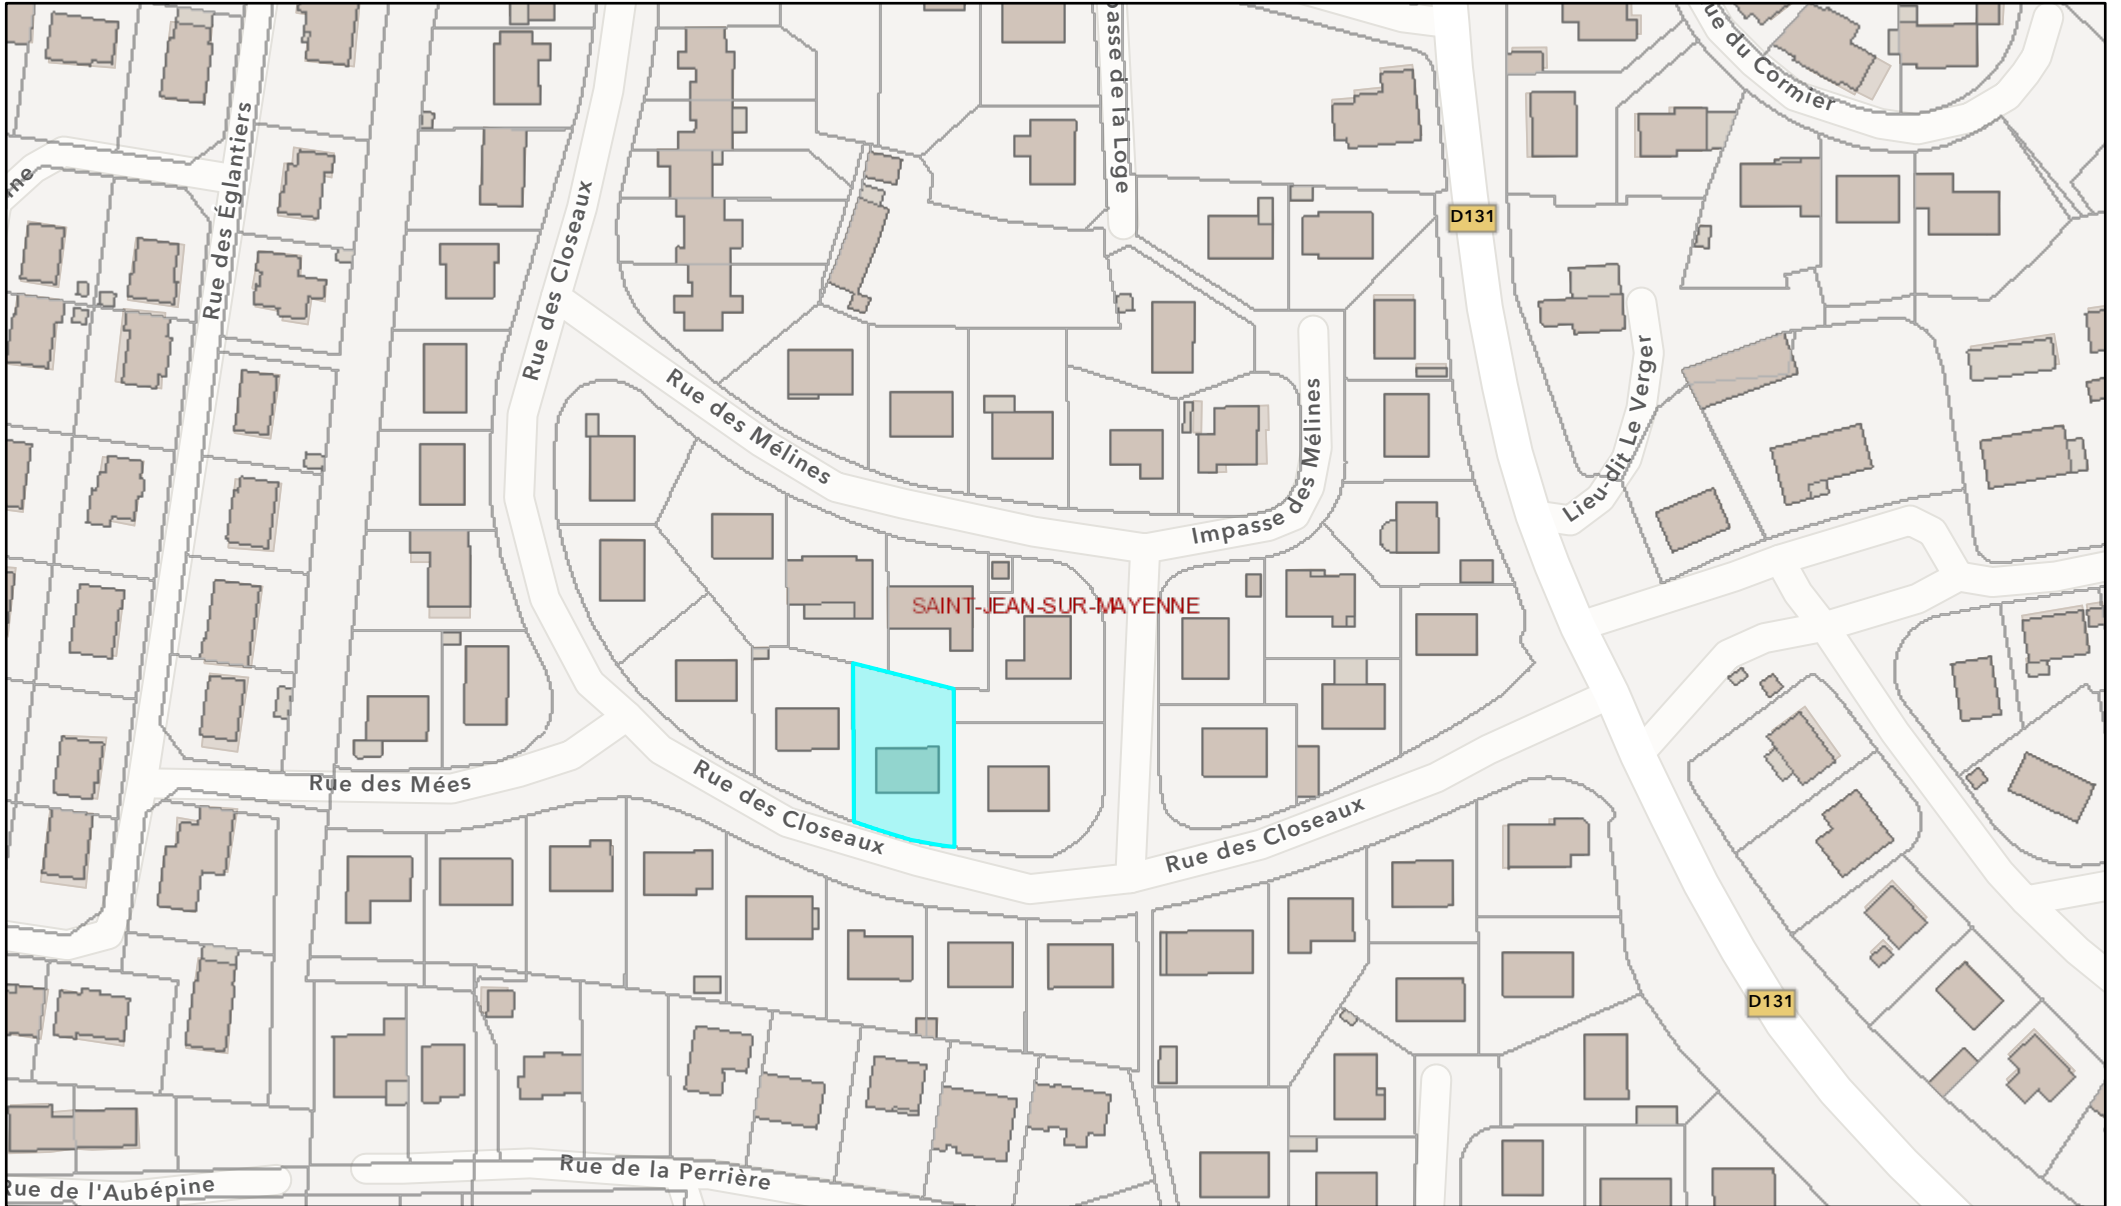 Rue du Cormier
Impasse de la Loge
Rue des Églantiers
Rue des Closeaux
D131
Rue des Mélines
Impasse des Mélines
Lieu-dit Le Verger
SAINT-JEAN-SUR-MAYENNE
Rue des Mées
Rue des Closeaux
Rue des Closeaux
D131
Rue de la Perrière
Rue de l'Aubépine